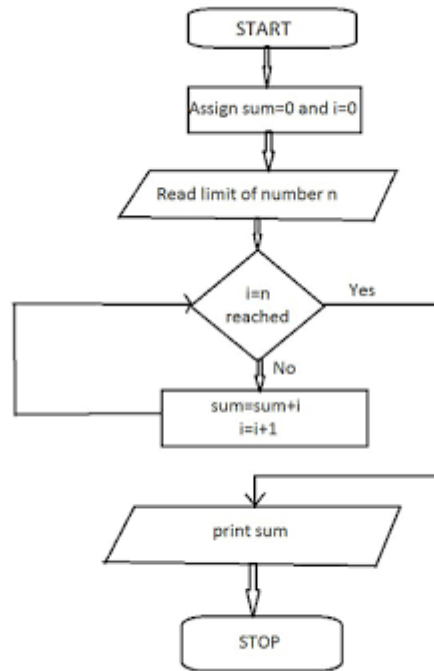 START
Assign sum=0 and i=0
Read limit of number n
i=n
reached
Yes
No
sum=sum+i
i=i+1
print sum
STOP